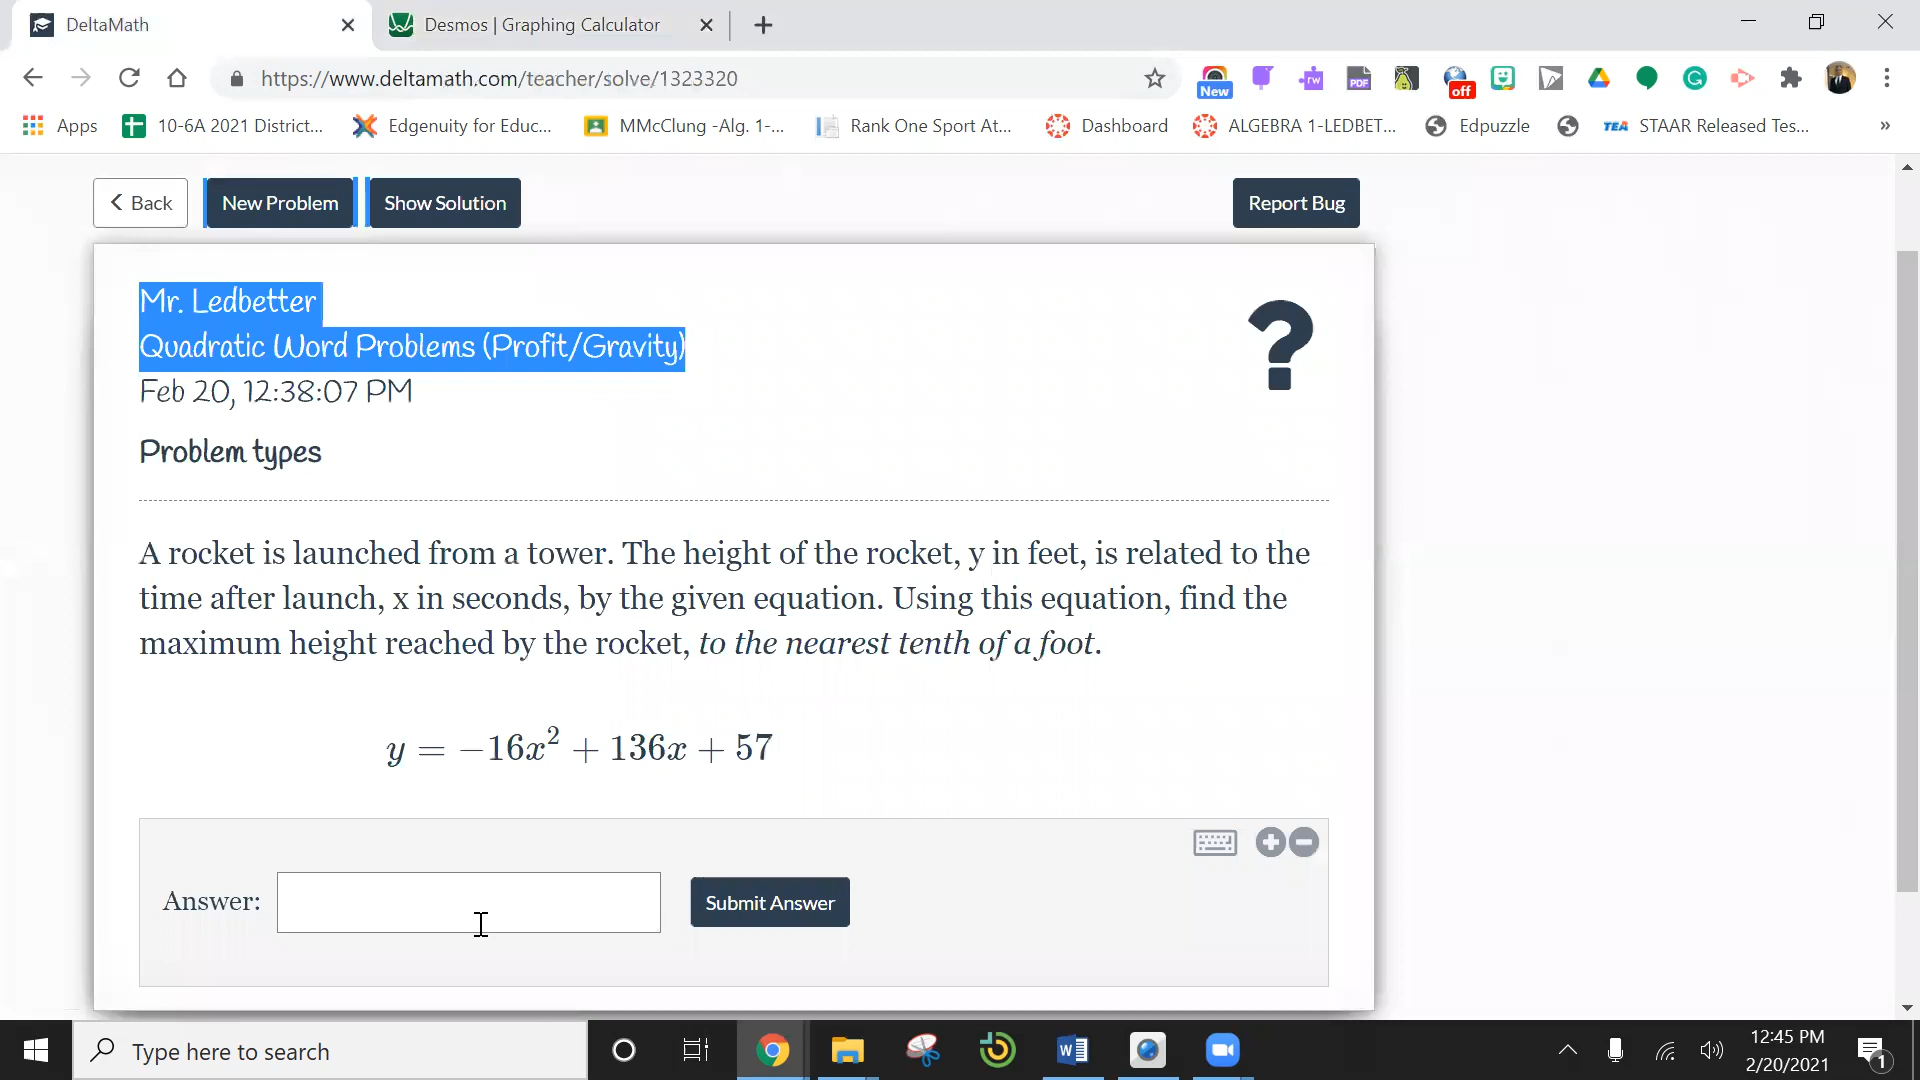 DeltaMath
Desmos | Graphing Calculator
https://www.deltamath.com/teacher/solve/1323320
New
rw
PDF
off
Apps
10-6A 2021 District...
Edgenuity for Educ...
MMcClung -Alg. 1-...
Rank One Sport At...
Dashboard
ALGEBRA 1-LEDBET...
Edpuzzle
TEA
STAAR Released Tes...
»
Back
New Problem
Show Solution
Report Bug
Mr. Ledbetter
Quadratic Word Problems (Profit/Gravity)
Feb 20, 12:38:07 PM
?
Problem types
A rocket is launched from a tower. The height of the rocket, y in feet, is related to the
time after launch, x in seconds, by the given equation. Using this equation, find the
maximum height reached by the rocket, to the nearest tenth of a foot.
y = −16x² + 136x + 57
Answer:
Submit Answer
Type here to search
12:45 PM
2/20/2021
1